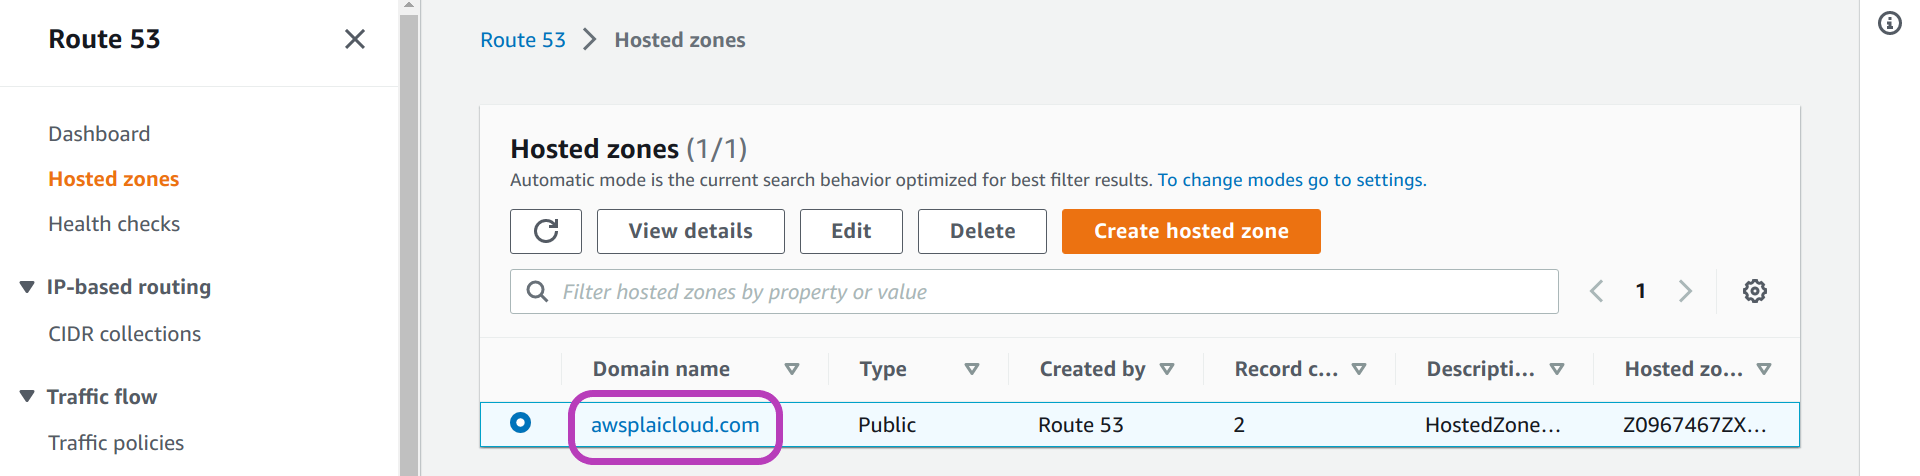 Route 53
Dashboard
Hosted zones
Health checks
IP-based routing
CIDR collections
Traffic flow
Traffic policies
Route 53 > Hosted zones
Hosted zones (1/1)
Automatic mode is the current search behavior optimized for best filter results. To change modes go to settings.
View details Edit Delete Create hosted zone
Filter hosted zones by property or value 1
Domain name Type Created by Record c... Descripti... Hosted zo...
awsplaicloud.com Public Route 53 2 HostedZone... Z0967467ZX...